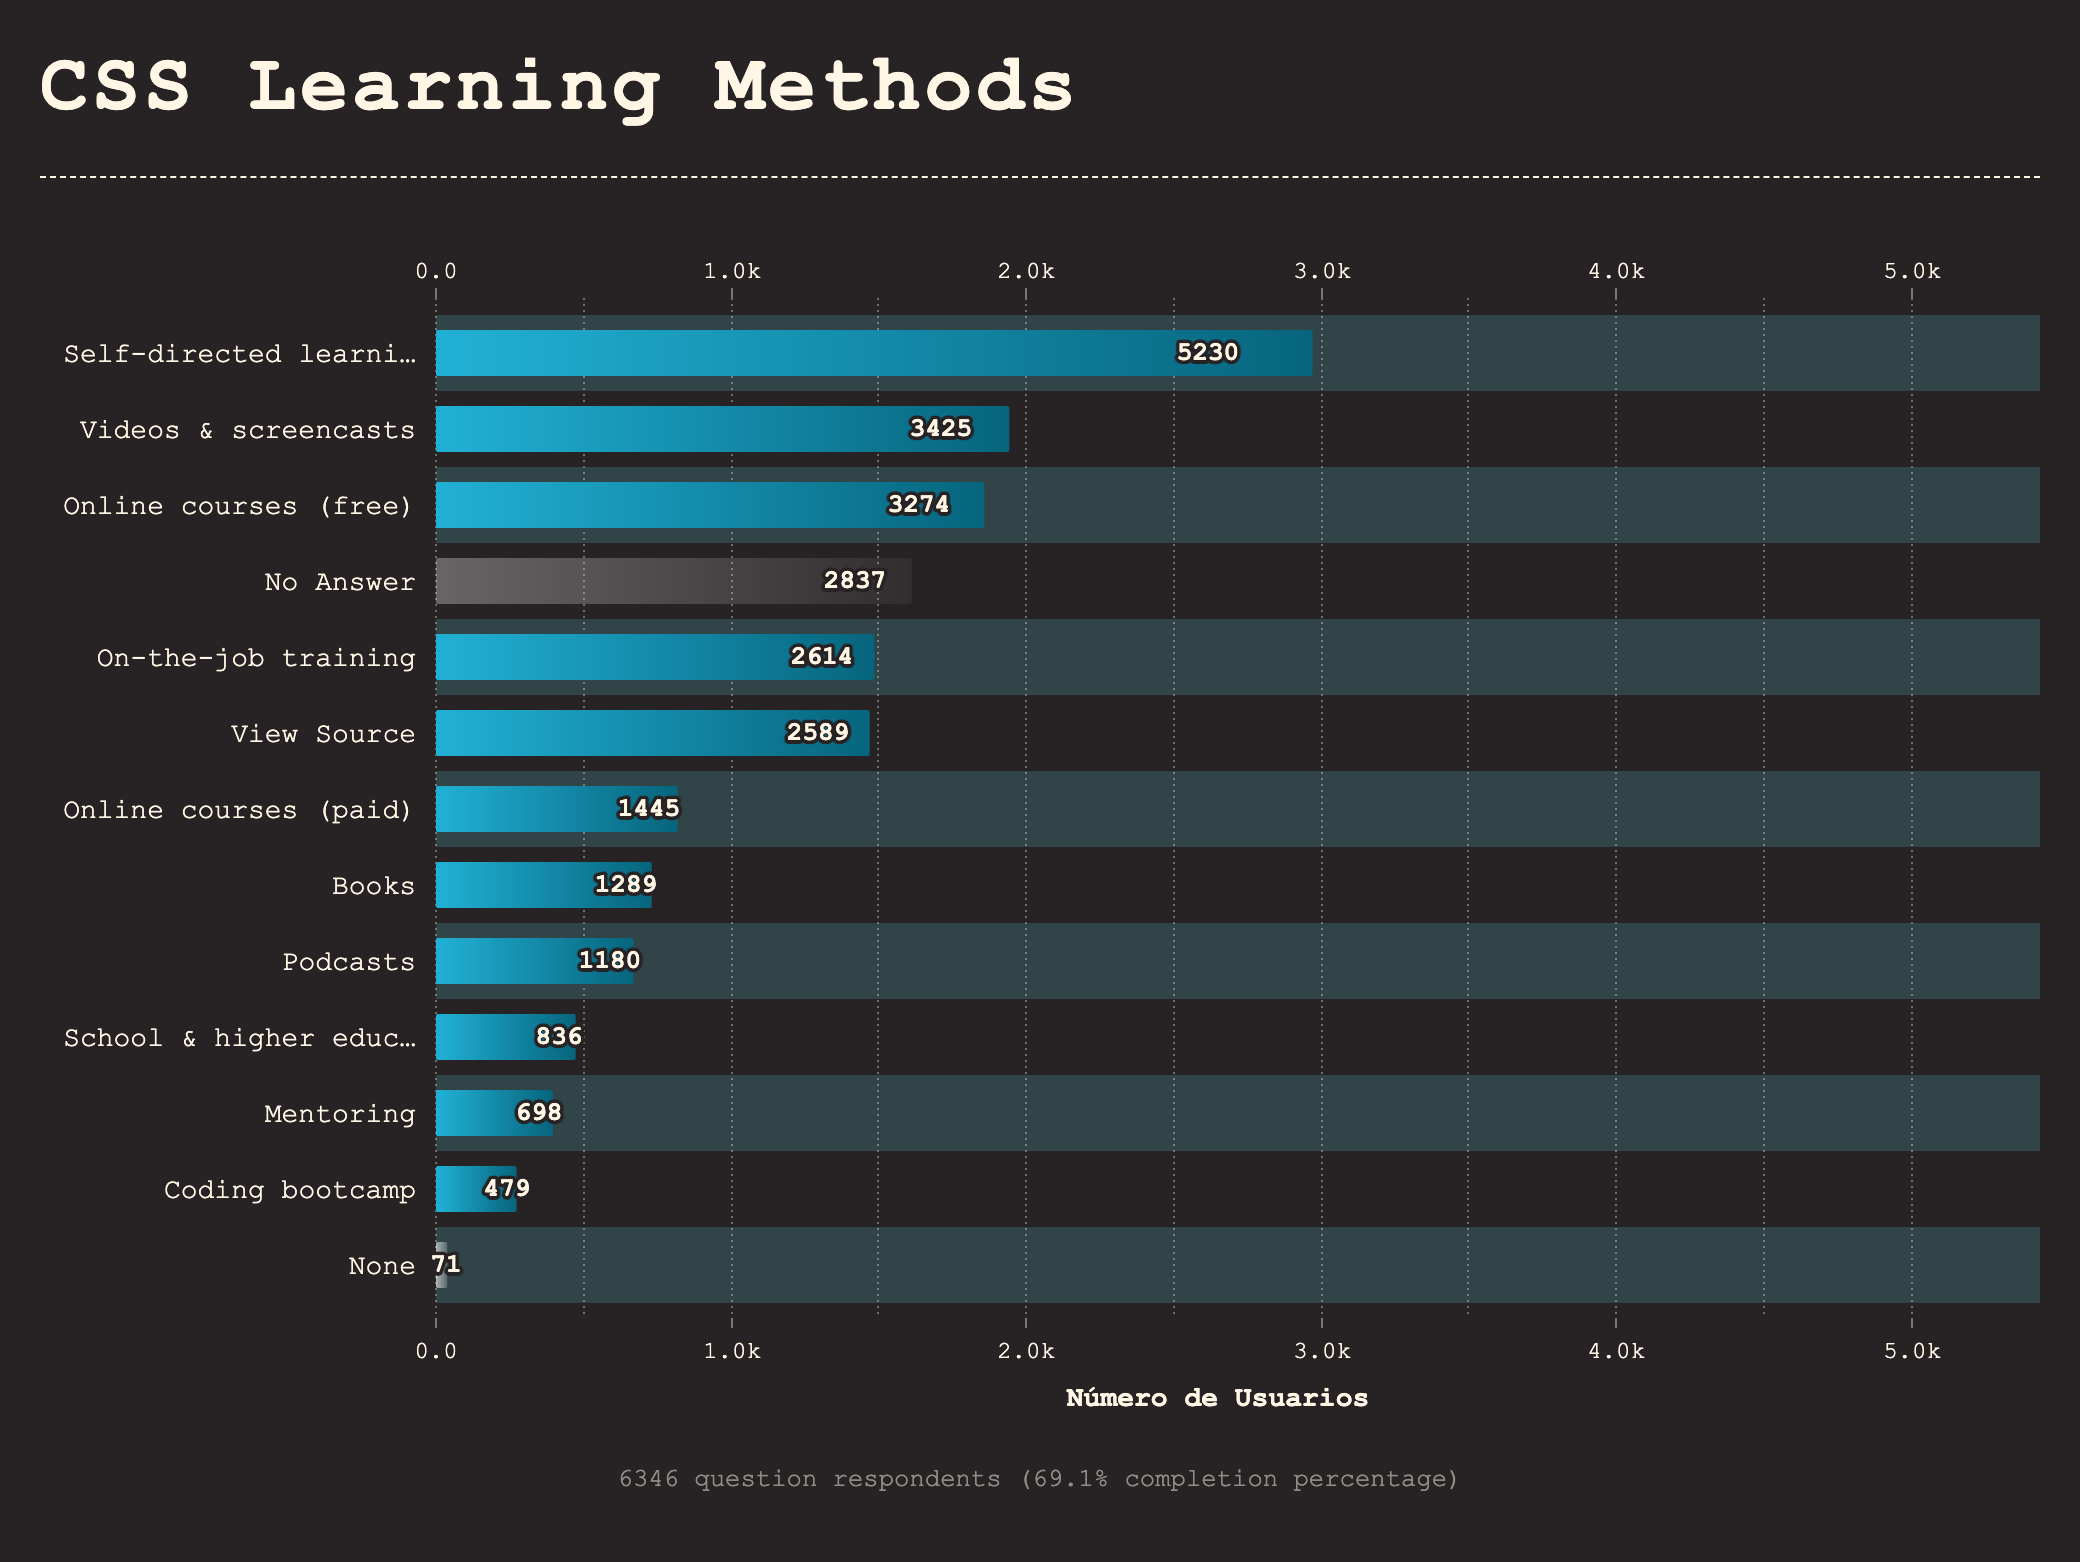 CSS Learning Methods
0.0 1.0k 2.0k 3.0k 4.0k 5.0k
Self-directed learni… 5230
Videos & screencasts 3425
Online courses (free) 3274
No Answer 2837
On-the-job training 2614
View Source 2589
Online courses (paid) 1445
Books 1289
Podcasts 1180
School & higher educ… 836
Mentoring 698
Coding bootcamp 479
None 71
0.0 1.0k 2.0k 3.0k 4.0k 5.0k
Número de Usuarios
6346 question respondents (69.1% completion percentage)